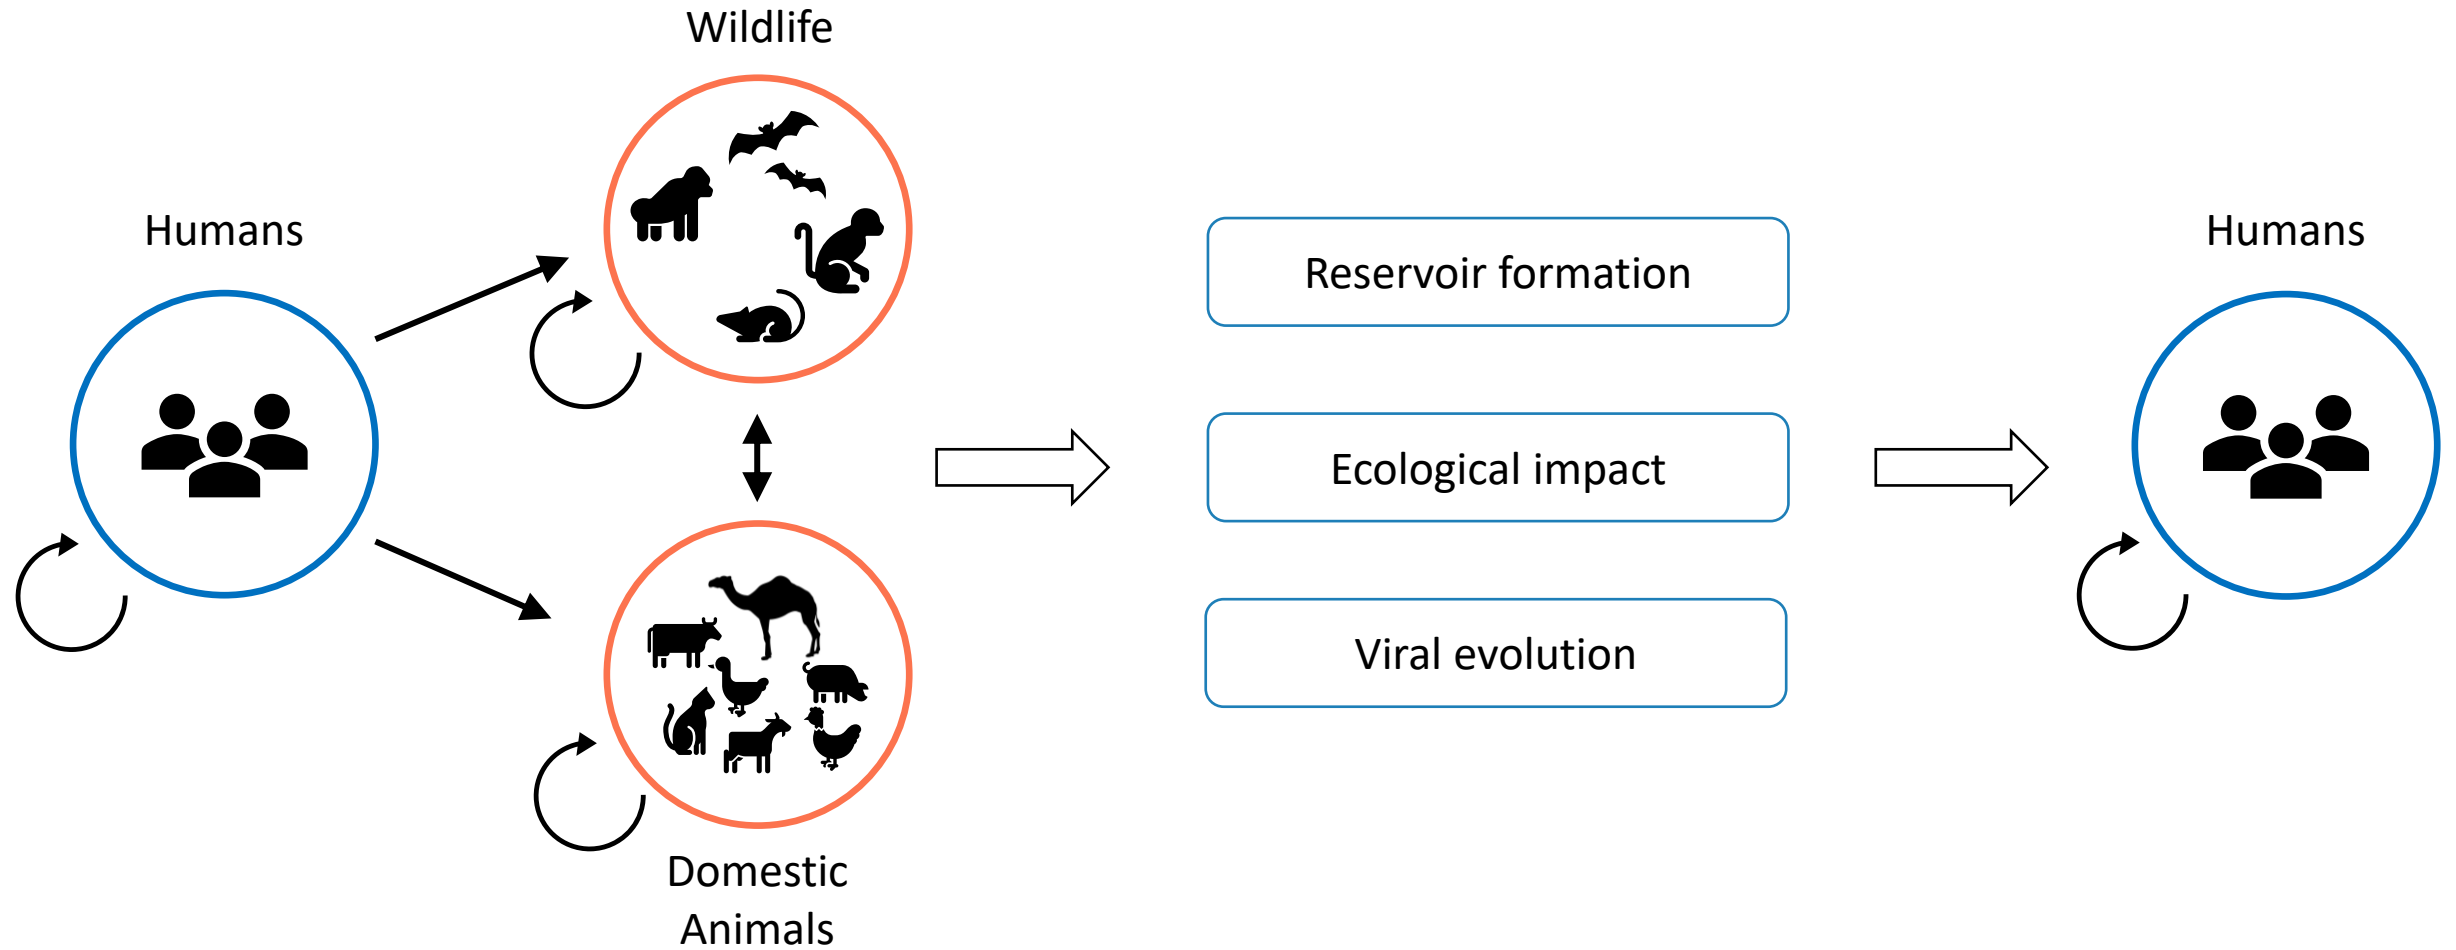 Wildlife
Humans
Domestic
Animals
Reservoir formation
Ecological impact
Viral evolution
Humans